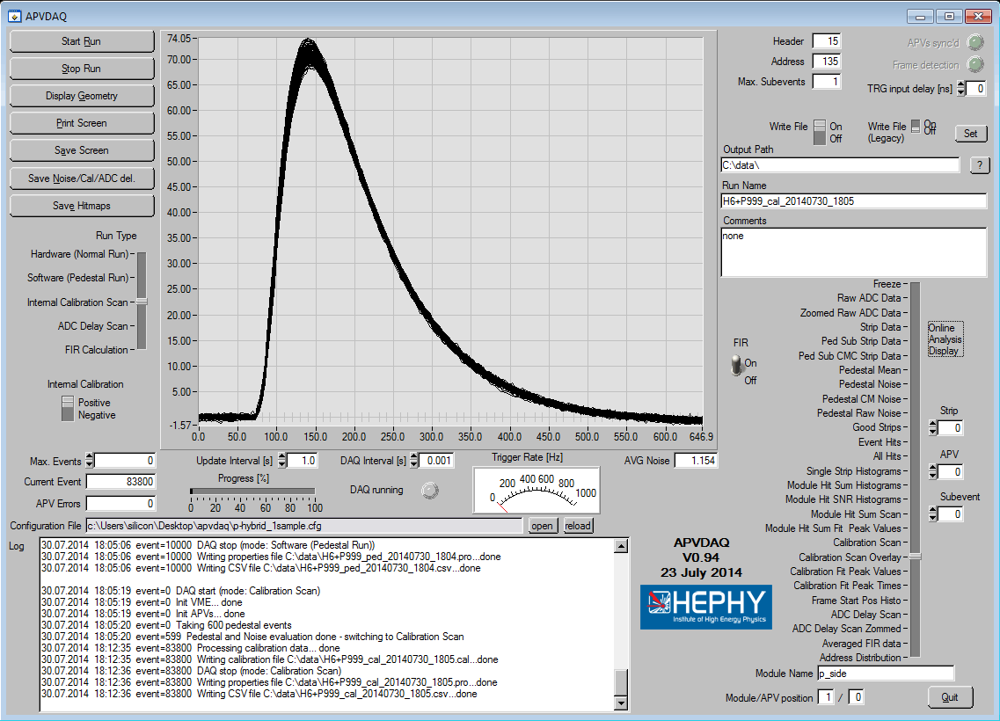 APVDAQ
Start Run
Stop Run
Display Geometry
Print Screen
Save Screen
Save Noise/Cal/ADC del.
Save Hitmaps
Run Type
Hardware (Normal Run)
Software (Pedestal Run)
Internal Calibration Scan
ADC Delay Scan
FIR Calculation
Internal Calibration
Positive
Negative
74.05
70.00
65.00
60.00
55.00
50.00
45.00
40.00
35.00
30.00
25.00
20.00
15.00
10.00
5.00
-1.57
0.0 50.0 100.0 150.0 200.0 250.0 300.0 350.0 400.0 450.0 500.0 550.0 600.0 646.9
Header 15
Address 135
Max. Subevents 1
APVs sync'd
Frame detection
TRG input delay [ns] 0
Write File On Off
Write File (Legacy) On Off
Set
Output Path
C:\data\
?
Run Name
H6+P999_cal_20140730_1805
Comments
none
FIR
On
Off
Freeze
Raw ADC Data
Zoomed Raw ADC Data
Strip Data
Ped Sub Strip Data
Ped Sub CMC Strip Data
Pedestal Mean
Pedestal Noise
Pedestal CM Noise
Pedestal Raw Noise
Good Strips
Event Hits
All Hits
Single Strip Histograms
Module Hit Sum Histograms
Module Hit SNR Histograms
Module Hit Sum Scan
Module Hit Sum Fit Peak Values
Calibration Scan
Calibration Scan Overlay
Calibration Fit Peak Values
Calibration Fit Peak Times
Frame Start Pos Histo
ADC Delay Scan
ADC Delay Scan Zommed
Averaged FIR data
Address Distribution
Online
Analysis
Display
Strip
0
APV
0
Subevent
0
Max. Events 0
Current Event 83800
APV Errors 0
Update Interval [s] 1.0
DAQ Interval [s] 0.001
Trigger Rate [Hz]
0 200 400 600 800 1000
AVG Noise 1.154
Progress [%]
0 20 40 60 80 100
DAQ running
Configuration File c:\Users\silicon\Desktop\apvdaq\p-hybrid_1sample.cfg
open
reload
Log
30.07.2014 18:05:06 event=10000 DAQ stop (mode: Software (Pedestal Run))
30.07.2014 18:05:06 event=10000 Writing properties file C:\data\H6+P999_ped_20140730_1804.pro...done
30.07.2014 18:05:06 event=10000 Writing CSV file C:\data\H6+P999_ped_20140730_1804.csv...done
30.07.2014 18:05:19 event=0 DAQ start (mode: Calibration Scan)
30.07.2014 18:05:19 event=0 Init VME... done
30.07.2014 18:05:19 event=0 Init APVs... done
30.07.2014 18:05:20 event=0 Taking 600 pedestal events
30.07.2014 18:05:20 event=599 Pedestal and Noise evaluation done - switching to Calibration Scan
30.07.2014 18:12:35 event=83800 Processing calibration data... done
30.07.2014 18:12:36 event=83800 Writing calibration file C:\data\H6+P999_cal_20140730_1805.cal...done
30.07.2014 18:12:36 event=83800 DAQ stop (mode: Calibration Scan)
30.07.2014 18:12:36 event=83800 Writing properties file C:\data\H6+P999_cal_20140730_1805.pro...done
30.07.2014 18:12:36 event=83800 Writing CSV file C:\data\H6+P999_cal_20140730_1805.csv...done
APVDAQ
V0.94
23 July 2014
HEPHY
Institute of High Energy Physics
Module Name p_side
Module/APV position 1 / 0
Quit